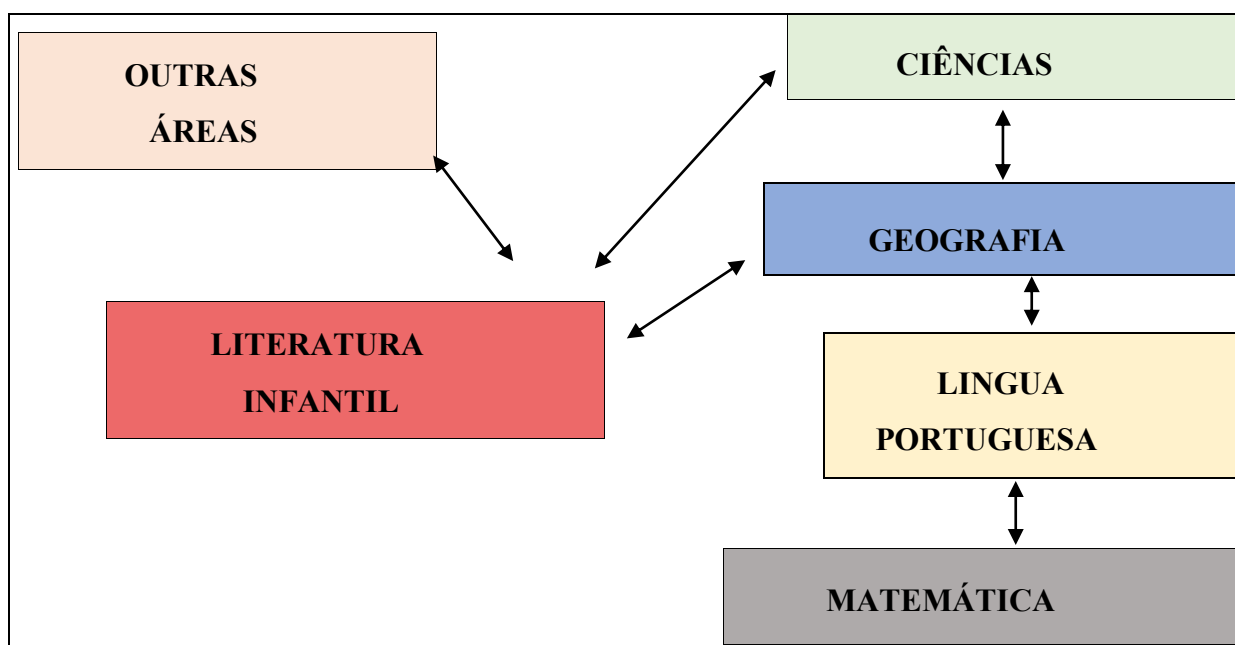 OUTRAS
ÁREAS
CIÊNCIAS
GEOGRAFIA
LITERATURA
INFANTIL
LINGUA
PORTUGUESA
MATEMÁTICA